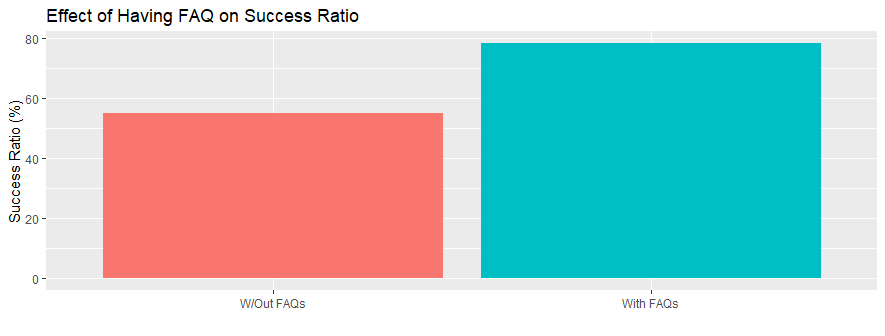 Effect of Having FAQ on Success Ratio
Success Ratio (%)
80
60
40
20
0
W/Out FAQs
With FAQs